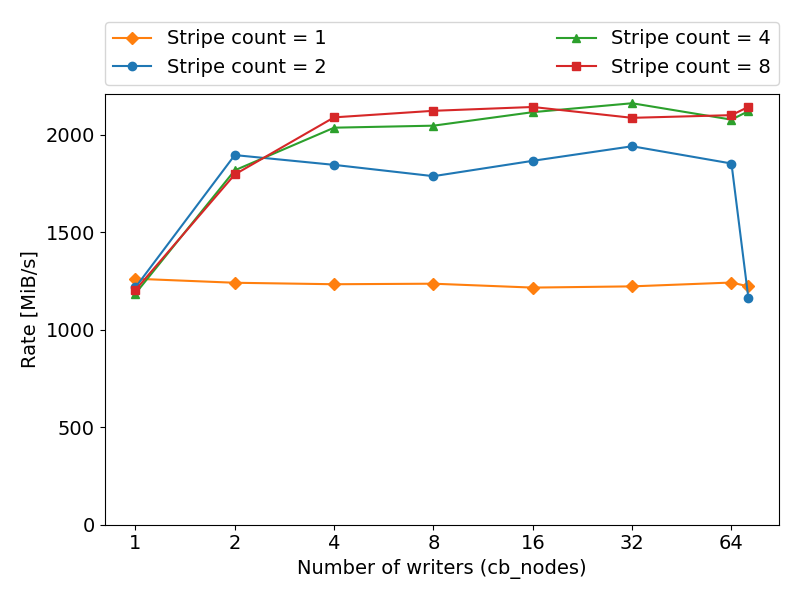 Stripe count = 1
Stripe count = 2
Stripe count = 4
Stripe count = 8
2000
1500
1000
500
0
Rate [MiB/s]
1 2 4 8 16 32 64
Number of writers (cb_nodes)